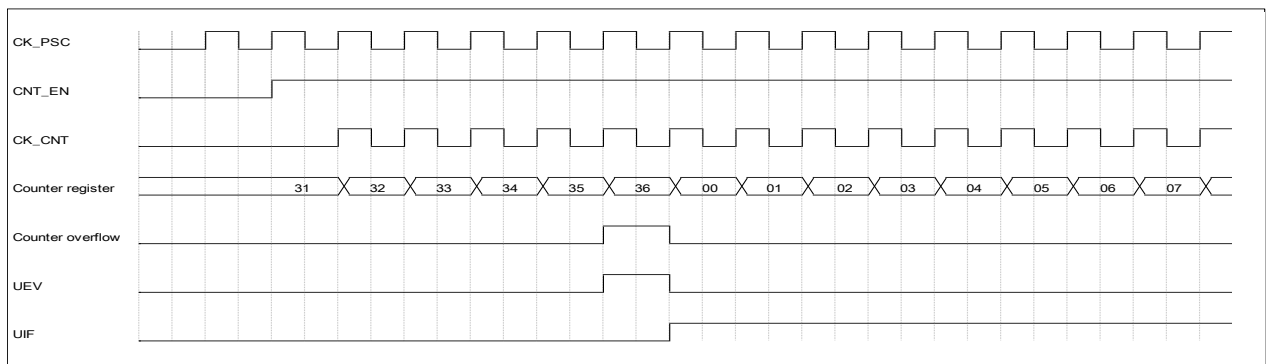 CK_PSC
CNT_EN
CK_CNT
Counter register 31 32 33 34 35 36 00 01 02 03 04 05 06 07
Counter overflow
UEV
UIF